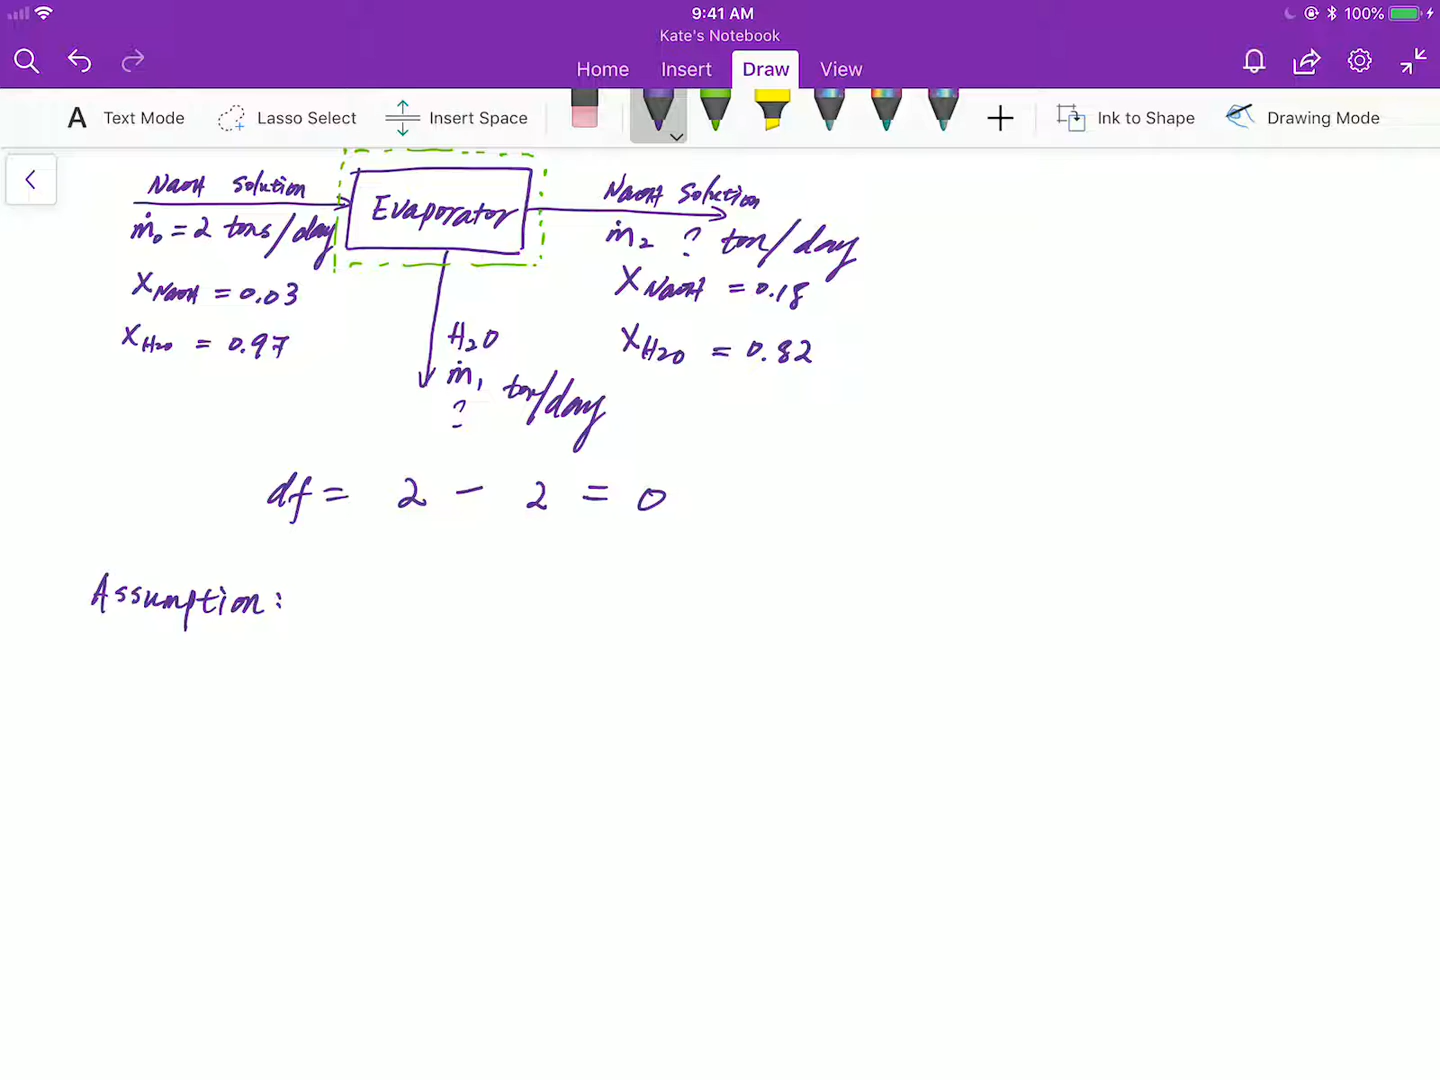 9:41 AM
100%
Kate's Notebook
Home Insert Draw View
Text Mode Lasso Select Insert Space Ink to Shape Drawing Mode
NaOH Solution
ṁ₀ = 2 tons/day
X NaOH = 0.03
X H₂O = 0.97
Evaporator
H₂O
ṁ₁ ton/day
?
NaOH Solution
ṁ₂ ? ton/day
X NaOH = 0.18
X H₂O = 0.82
df = 2 - 2 = 0
Assumption: